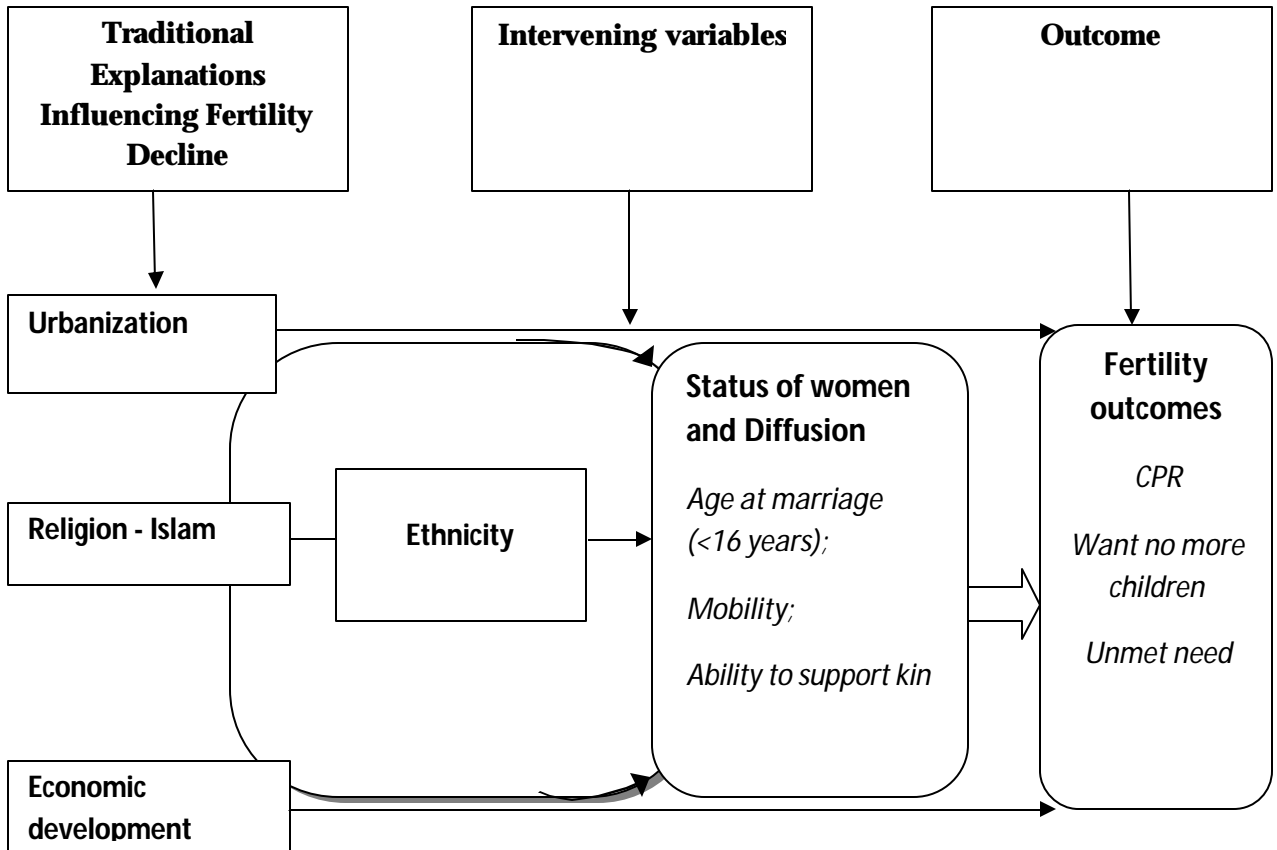 Traditional
Explanations
Influencing Fertility
Decline
Intervening variables
Outcome
Urbanization
Religion - Islam
Economic
development
Ethnicity
Status of women
and Diffusion
Age at marriage
(<16 years);
Mobility;
Ability to support kin
Fertility
outcomes
CPR
Want no more
children
Unmet need